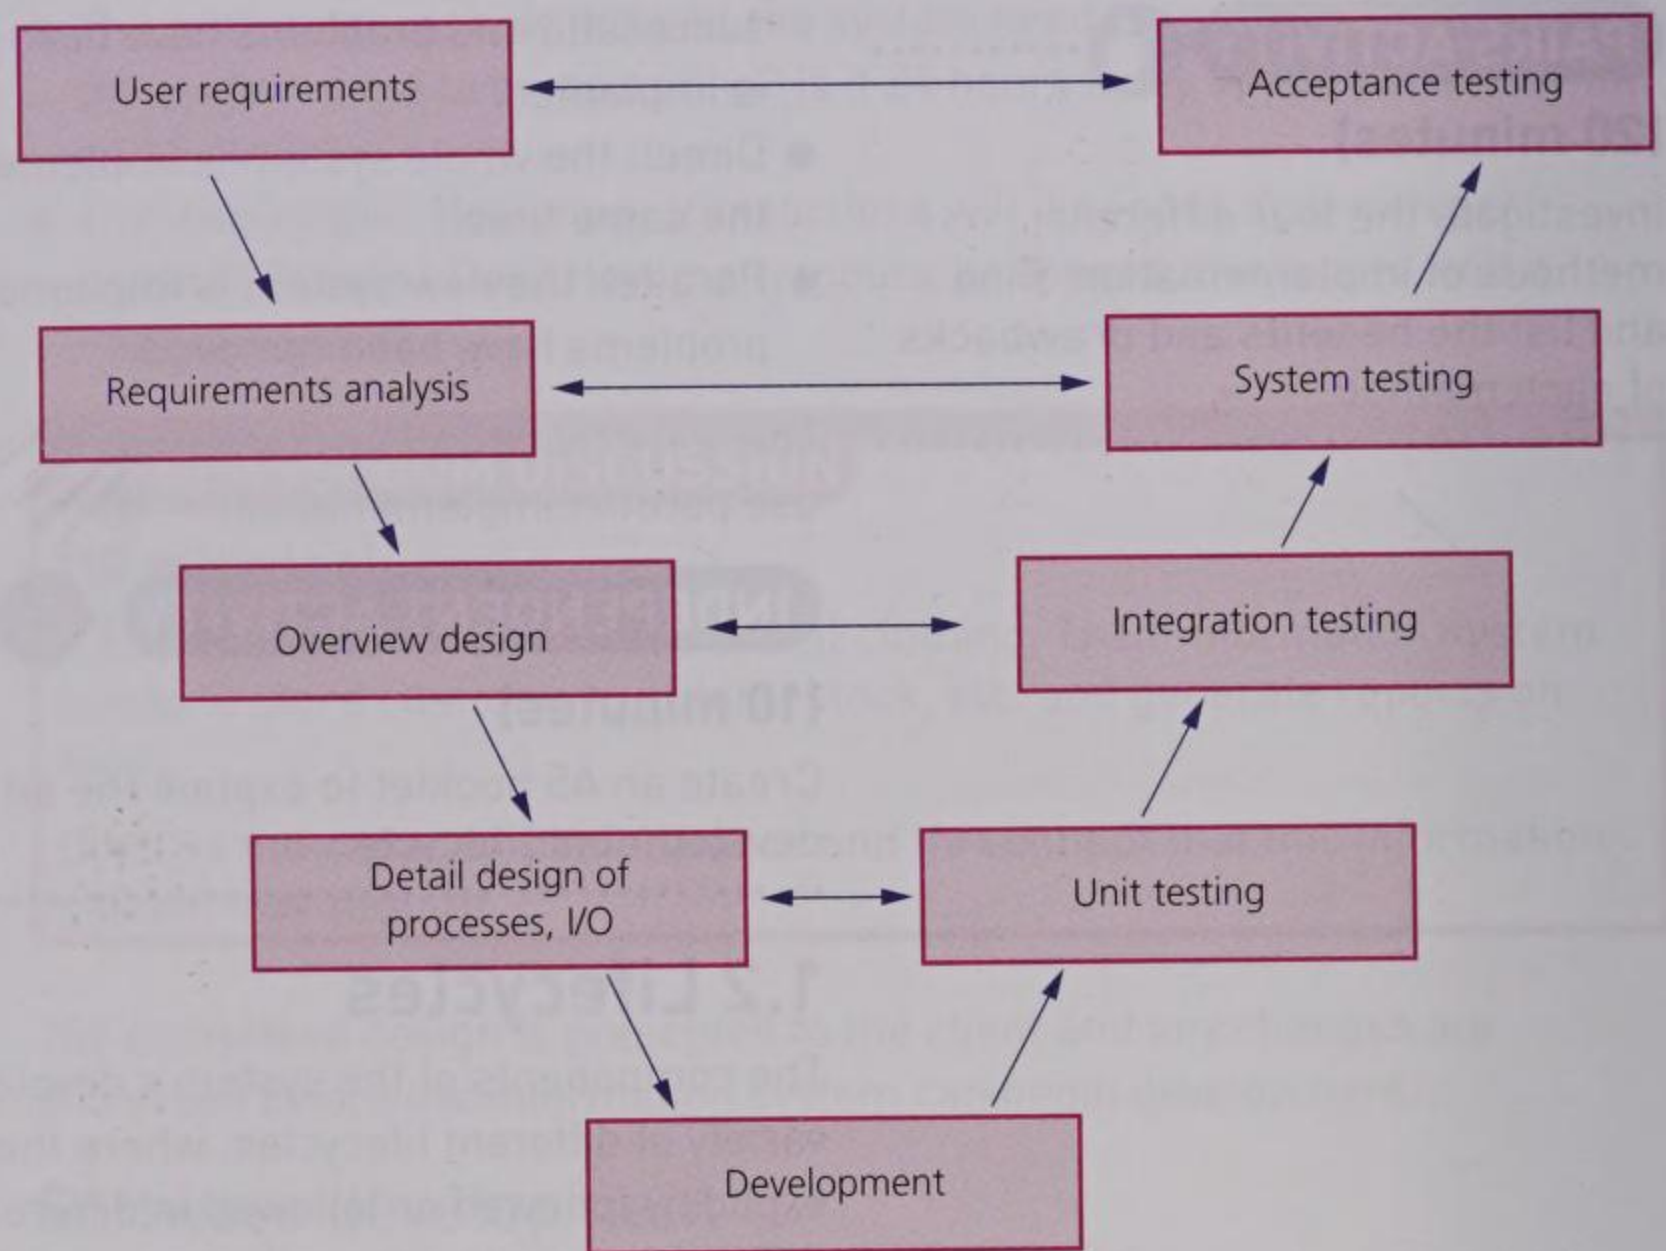 User requirements
Acceptance testing
Requirements analysis
System testing
Overview design
Integration testing
Detail design of
processes, I/O
Unit testing
Development